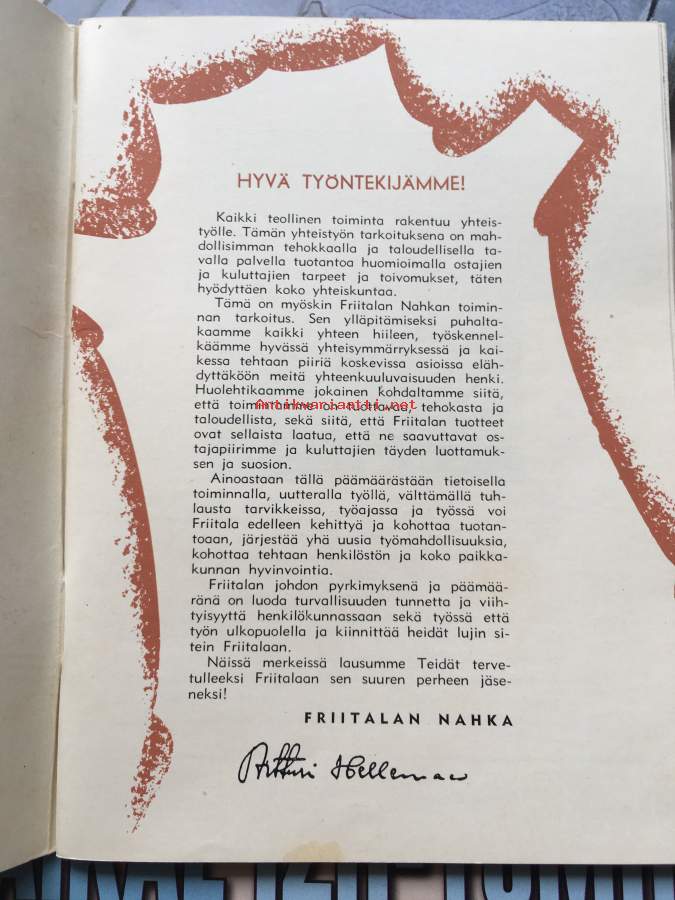 HYVÄ TYÖNTEKIJÄMME!
Kaikki teollinen toiminta rakentuu yhteis-
työlle. Tämän yhteistyön tarkoituksena on mah-
dollisimman tehokkaalla ja taloudellisella ta-
valla palvella tuotantoa huomioimalla ostajien
ja kuluttajien tarpeet ja toivomukset, täten
hyödyttäen koko yhteiskuntaa.
Tämä on myöskin Friitalan Nahkan toimin-
nan tarkoitus. Sen ylläpitämiseksi puhalta-
kaamme kaikki yhteen hiileen, työskennel-
käämme hyvässä yhteisymmärryksessä ja kai-
kessa tehtaan piiriä koskevissa asioissa eläh-
dyttäköön meitä yhteenkuuluvaisuuden henki.
Huolehtikaamme jokainen kohdaltamme siitä,
että toimintamme on tuottavaa, tehokasta ja
Antikvariaatti.net
taloudellista, sekä siitä, että Friitalan tuotteet
ovat sellaista laatua, että ne saavuttavat os-
tajapiirimme ja kuluttajien täyden luottamuk-
sen ja suosion.
Ainoastaan tällä päämäärästään tietoisella
toiminnalla, uutteralla työllä, välttämällä tuh-
lausta tarvikkeissa, työajassa ja työssä voi
Friitala edelleen kehittyä ja kohottaa tuotan-
toaan, järjestää yhä uusia työmahdollisuuksia,
kohottaa tehtaan henkilöstön ja koko paikka-
kunnan hyvinvointia.
Friitalan johdon pyrkimyksenä ja päämää-
ränä on luoda turvallisuuden tunnetta ja viih-
tyisyyttä henkilökunnassaan sekä työssä että
työn ulkopuolella ja kiinnittää heidät lujin si-
tein Friitalaan.
Näissä merkeissä lausumme Teidät terve-
tulleeksi Friitalaan sen suuren perheen jäse-
neksi!
FRIITALAN NAHKA
Artturi Helleman